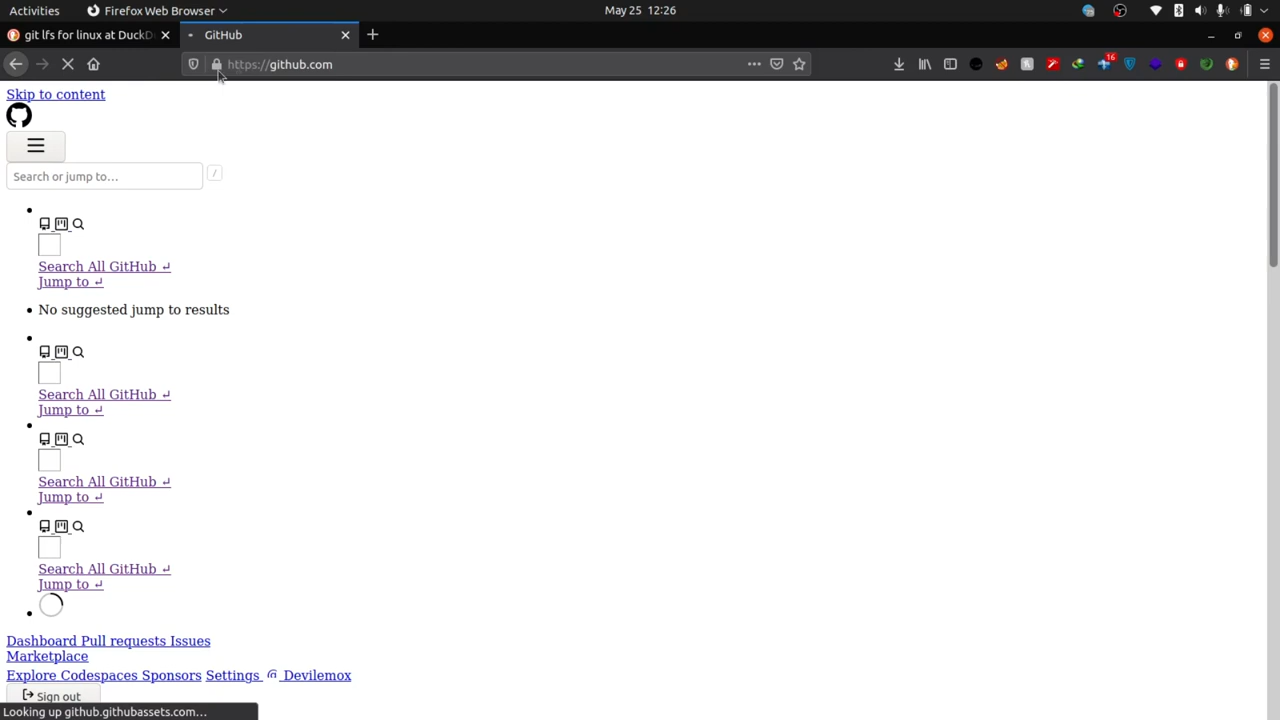 Activities
Firefox Web Browser
May 25 12:26
git lfs for linux at DuckD
GitHub
https://github.com
16
Skip to content
Search or jump to…
/
Search All GitHub ↵
Jump to ↵
No suggested jump to results
Search All GitHub ↵
Jump to ↵
Search All GitHub ↵
Jump to ↵
Search All GitHub ↵
Jump to ↵
Dashboard Pull requests Issues
Marketplace
Explore Codespaces Sponsors Settings @ Devilemox
Sign out
Looking up github.githubassets.com…